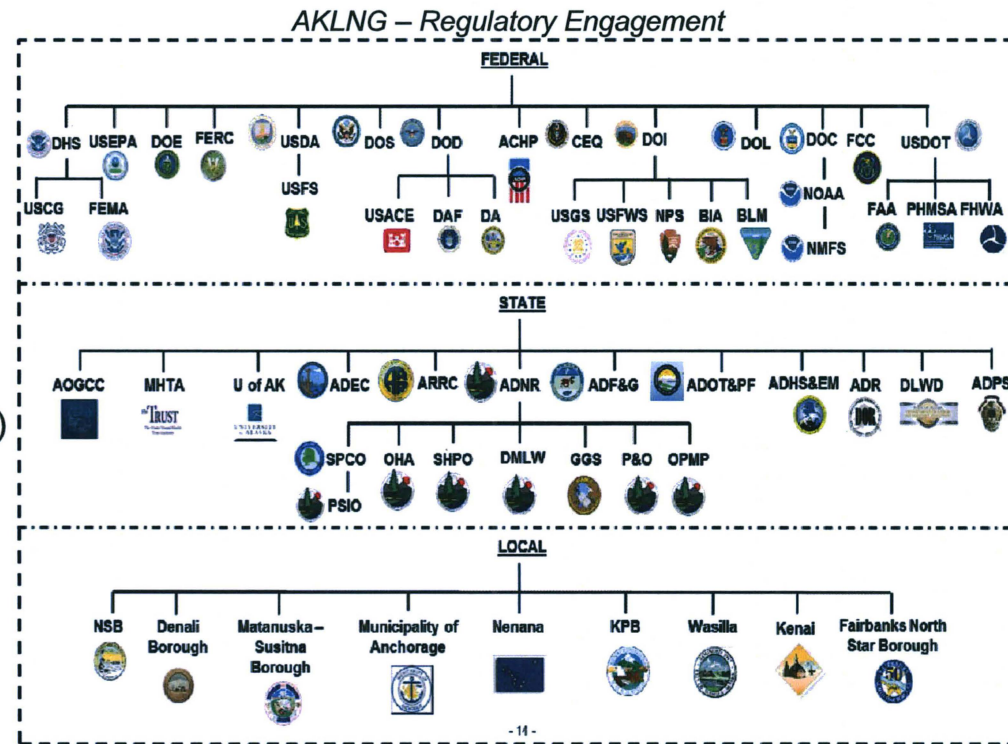 AKLNG – Regulatory Engagement
FEDERAL
DHS USEPA DOE FERC USDA DOS DOD ACHP CEQ DOI DOL DOC FCC USDOT
USFS NOAA
USCG FEMA USACE DAF DA USGS USFWS NPS BIA BLM FAA PHMSA FHWA
NMFS
STATE
AOGCC MHTA U of AK ADEC ARRC ADNR ADF&G ADOT&PF ADHS&EM ADR DLWD ADPS
TRUST
SPCO OHA SHPO DMLW GGS P&O OPMP
PSIO
LOCAL
NSB
Denali
Borough
Matanuska –
Susitna
Borough
Municipality of
Anchorage
Nenana
KPB
Wasilla
Kenai
Fairbanks North
Star Borough
50
- 14 -